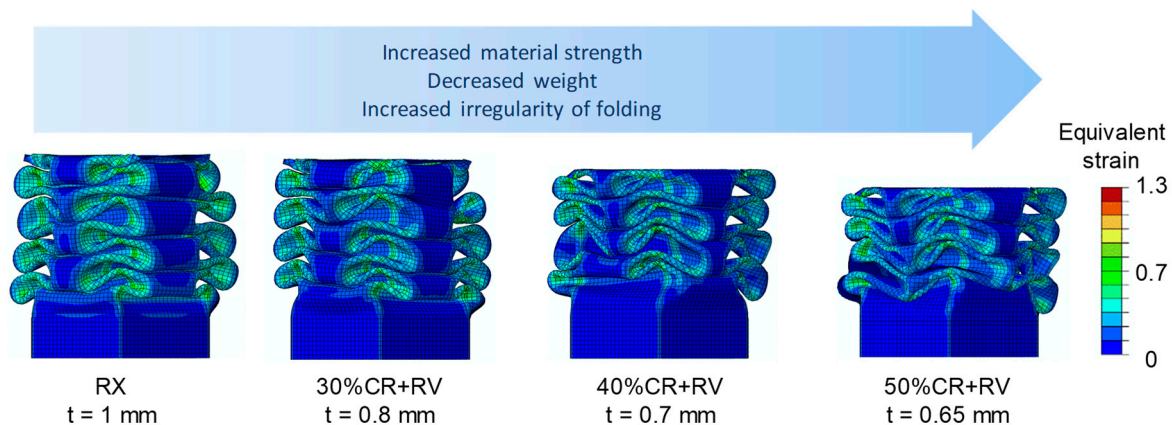 Increased material strength
Decreased weight
Increased irregularity of folding
Equivalent
strain
1.3
0.7
0
RX
t = 1 mm
30%CR+RV
t = 0.8 mm
40%CR+RV
t = 0.7 mm
50%CR+RV
t = 0.65 mm